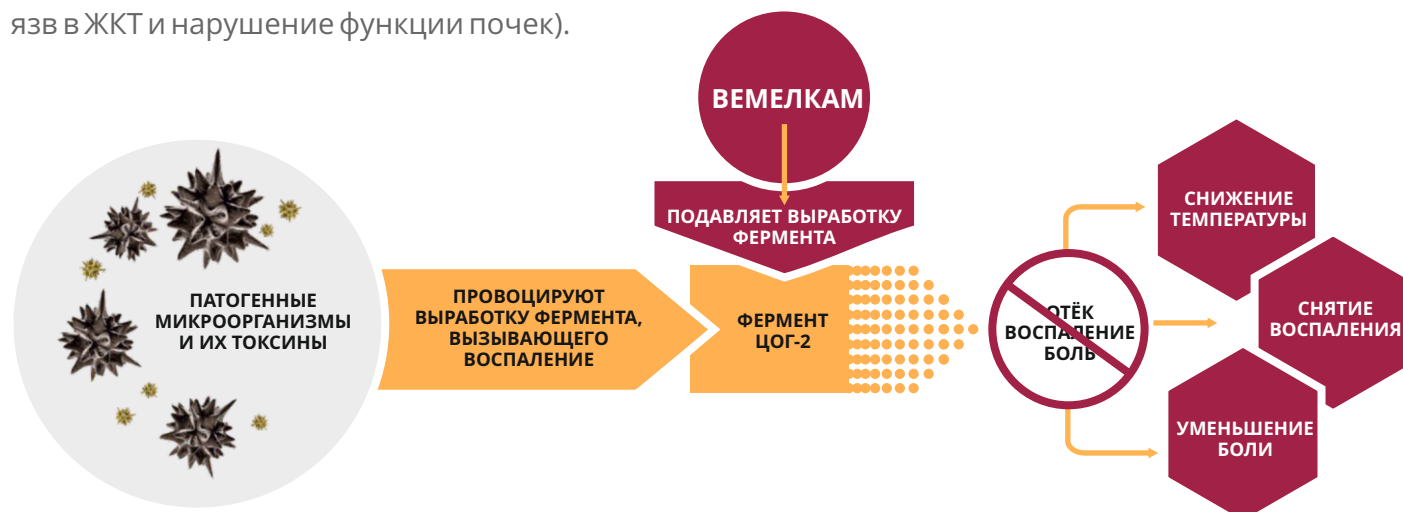 язв в ЖКТ и нарушение функции почек).
ВЕМЕЛКАМ
ПОДАВЛЯЕТ ВЫРАБОТКУ
ФЕРМЕНТА
ПАТОГЕННЫЕ
МИКРООРГАНИЗМЫ
И ИХ ТОКСИНЫ
ПРОВОЦИРУЮТ
ВЫРАБОТКУ ФЕРМЕНТА,
ВЫЗЫВАЮЩЕГО
ВОСПАЛЕНИЕ
ФЕРМЕНТ
ЦОГ-2
ОТЁК
ВОСПАЛЕНИЕ
БОЛЬ
СНИЖЕНИЕ
ТЕМПЕРАТУРЫ
СНЯТИЕ
ВОСПАЛЕНИЯ
УМЕНЬШЕНИЕ
БОЛИ